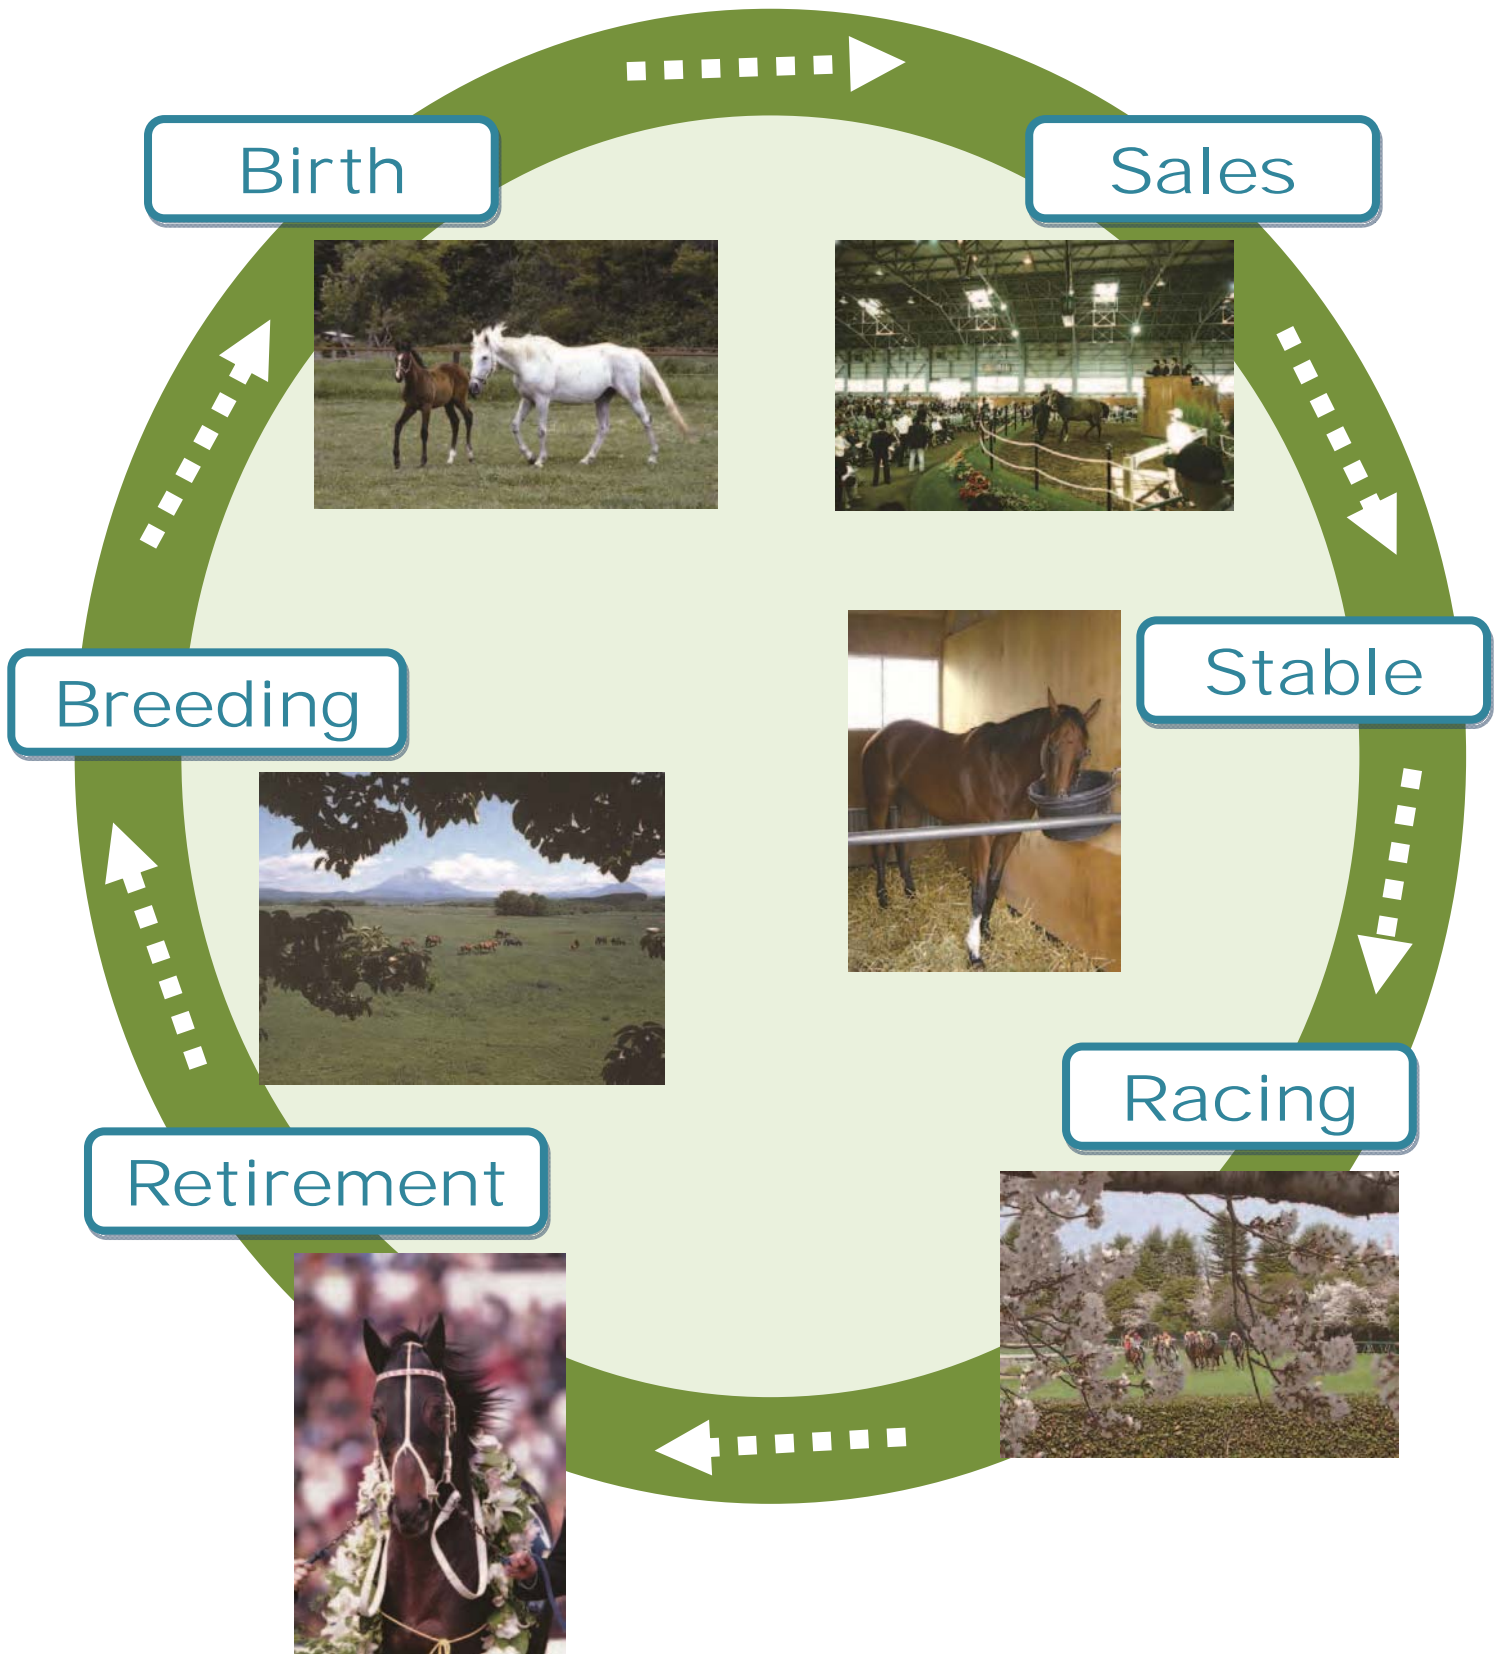 Birth
Sales
Stable
Racing
Retirement
Breeding